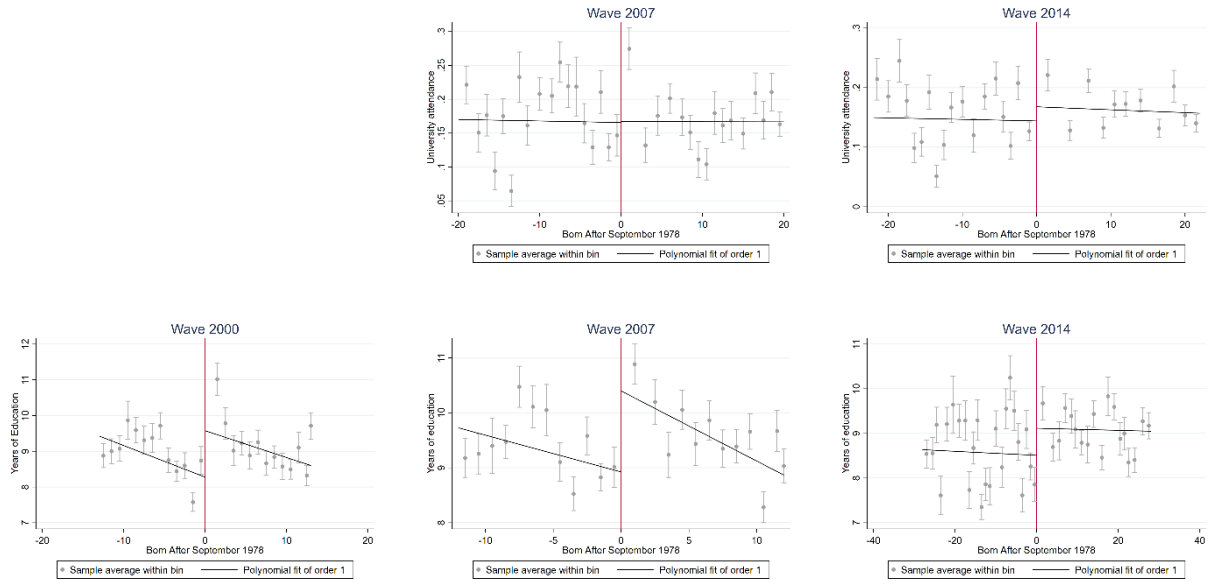 Wave 2007
University attendance
.3
.25
.2
.15
.1
.05
-20 -10 0 10 20
Born After September 1978
Sample average within bin Polynomial fit of order 1
Wave 2014
University attendance
.3
.2
.1
0
-20 -10 0 10 20
Born After September 1978
Sample average within bin Polynomial fit of order 1
Wave 2000
Years of Education
12
11
10
9
8
7
-20 -10 0 10 20
Born After September 1978
Sample average within bin Polynomial fit of order 1
Wave 2007
Years of education
11
10
9
8
-10 -5 0 5 10
Born After September 1978
Sample average within bin Polynomial fit of order 1
Wave 2014
Years of education
11
10
9
8
7
-40 -20 0 20 40
Born After September 1978
Sample average within bin Polynomial fit of order 1